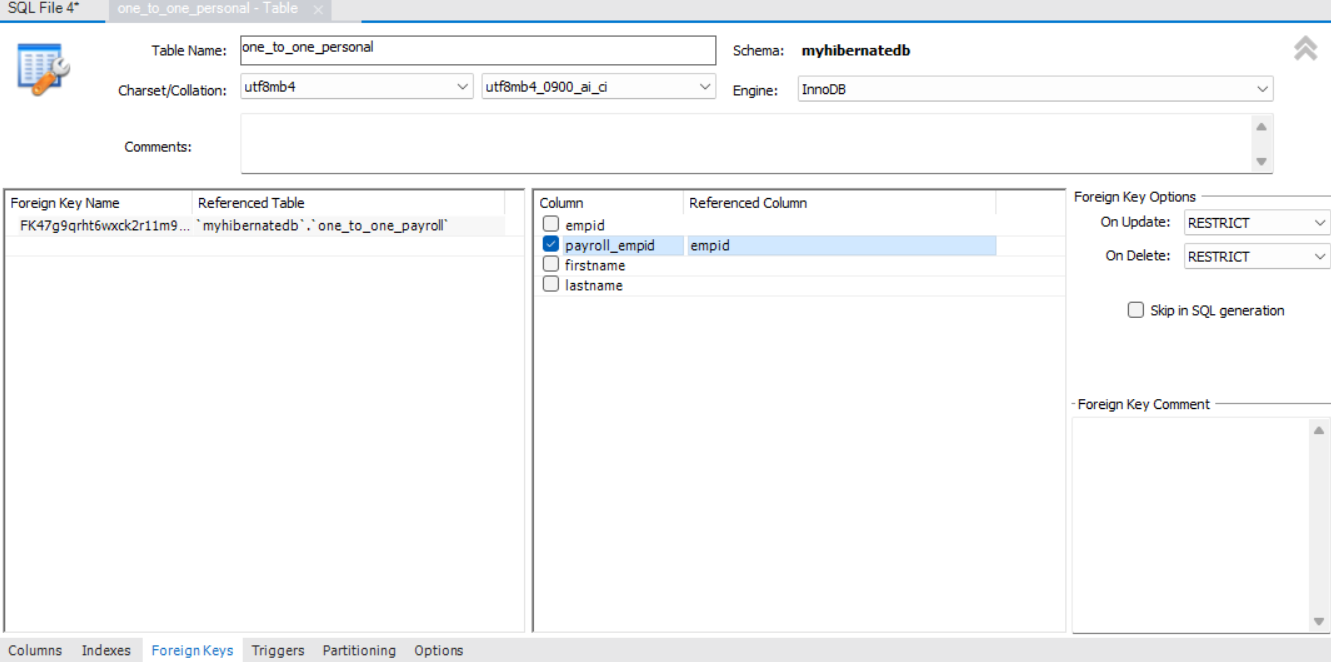 SQL File 4*
one_to_one_personal - Table
Table Name: one_to_one_personal Schema: myhibernatedb
Charset/Collation: utf8mb4 utf8mb4_0900_ai_ci Engine: InnoDB
Comments:
Foreign Key Name Referenced Table
FK47g9qrht6wxck2r11m9... `myhibernatedb`.`one_to_one_payroll`
Column Referenced Column
empid
payroll_empid empid
firstname
lastname
Foreign Key Options
On Update: RESTRICT
On Delete: RESTRICT
Skip in SQL generation
Foreign Key Comment
Columns Indexes Foreign Keys Triggers Partitioning Options